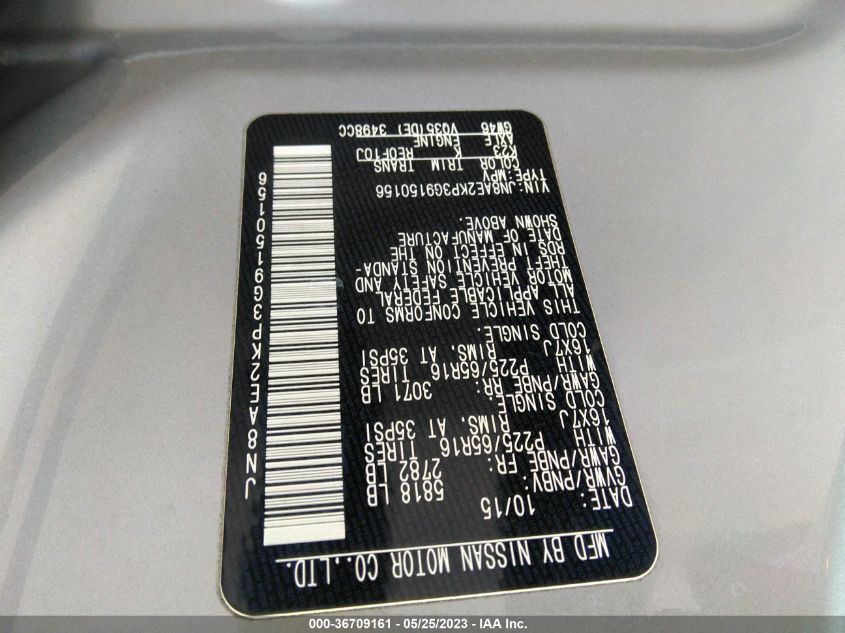 MFD BY NISSAN MOTOR CO.,LTD.
DATE: 10/15
GVWR/PNBV: 5818 LB
GAWR/PNBE FR: 2782 LB
WITH P225/65R16 TIRES
16X7J RIMS. AT 35PSI
COLD SINGLE.
GAWR/PNBE RR: 3071 LB
WITH P225/65R16 TIRES
16X7J RIMS. AT 35PSI
COLD SINGLE.
THIS VEHICLE CONFORMS TO
ALL APPLICABLE FEDERAL
MOTOR VEHICLE SAFETY AND
THEFT PREVENTION STANDA-
RDS IN EFFECT ON THE
DATE OF MANUFACTURE
SHOWN ABOVE.
VIN:JN8AE2KP3G9150156
TYPE:MPV
COLOR TRIM TRANS
K23 K RE0F10J
AXLE ENGINE
GW46 VQ35(DE) 3498CC
JN8AE2KP3G9150156
000-36709161 - 05/25/2023 - IAA Inc.